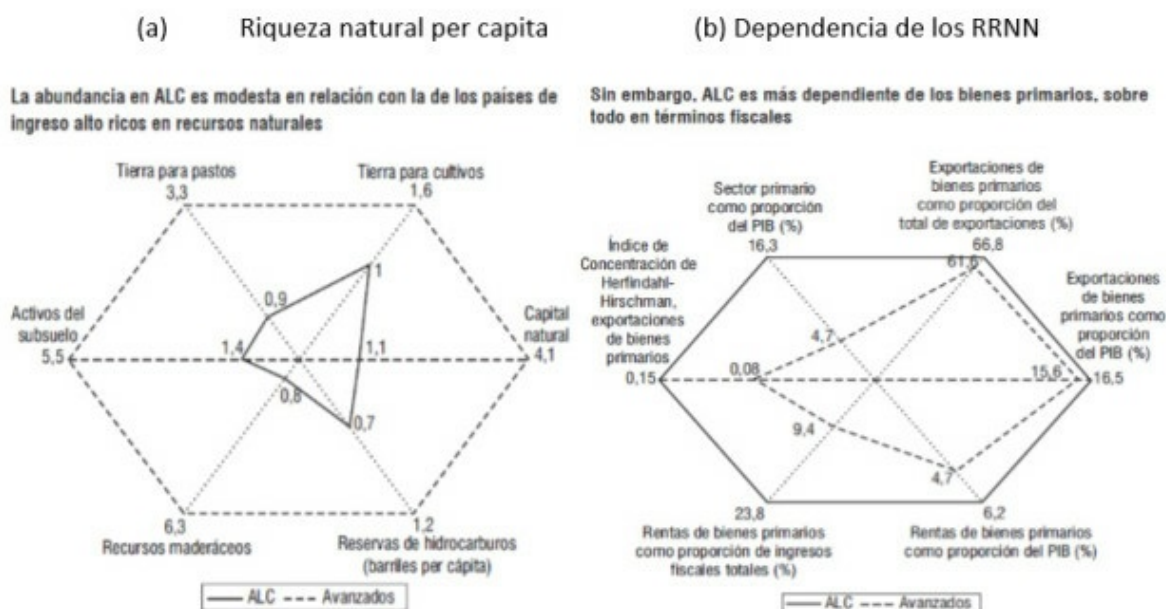 (a) Riqueza natural per capita
La abundancia en ALC es modesta en relación con la de los países de
ingreso alto ricos en recursos naturales
Tierra para pastos
3,3
Tierra para cultivos
1,6
0,9
1
Activos del
subsuelo
5,5
1,4
1,1
Capital
natural
4,1
0,8
0,7
6,3
Recursos maderáceos
1,2
Reservas de hidrocarburos
(barriles per cápita)
ALC Avanzados
(b) Dependencia de los RRNN
Sin embargo, ALC es más dependiente de los bienes primarios, sobre
todo en términos fiscales
Sector primario
como proporción
del PIB (%)
16,3
Exportaciones de
bienes primarios
como proporción del
total de exportaciones (%)
66,8
61,6
Índice de
Concentración de
Herfindahl-
Hirschman,
exportaciones
de bienes
primarios
0,15
4,7
0,08
Exportaciones
de bienes
primarios como
proporción
del PIB (%)
15,6
16,5
9,4
4,7
23,8
Rentas de bienes primarios
como proporción de ingresos
fiscales totales (%)
6,2
Rentas de bienes primarios
como proporción del PIB (%)
ALC Avanzados